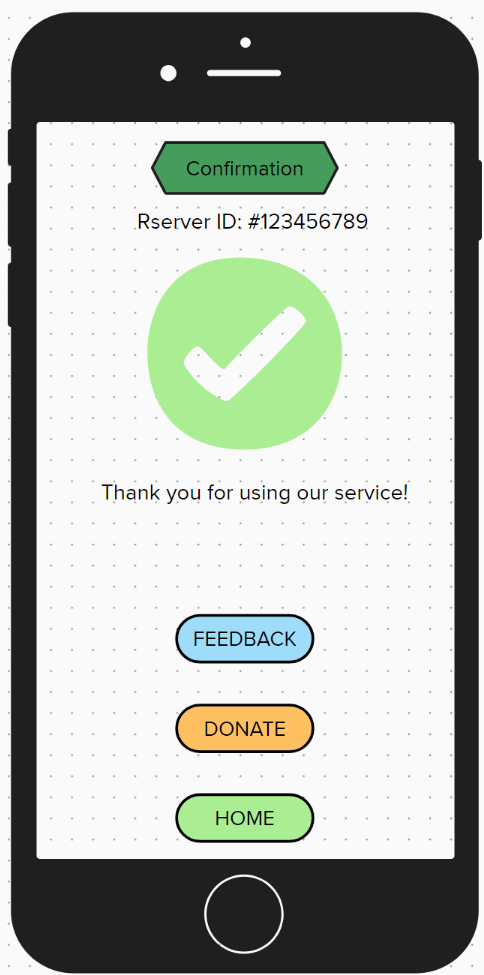 Confirmation
Rserver ID: #123456789
Thank you for using our service!
FEEDBACK
DONATE
HOME